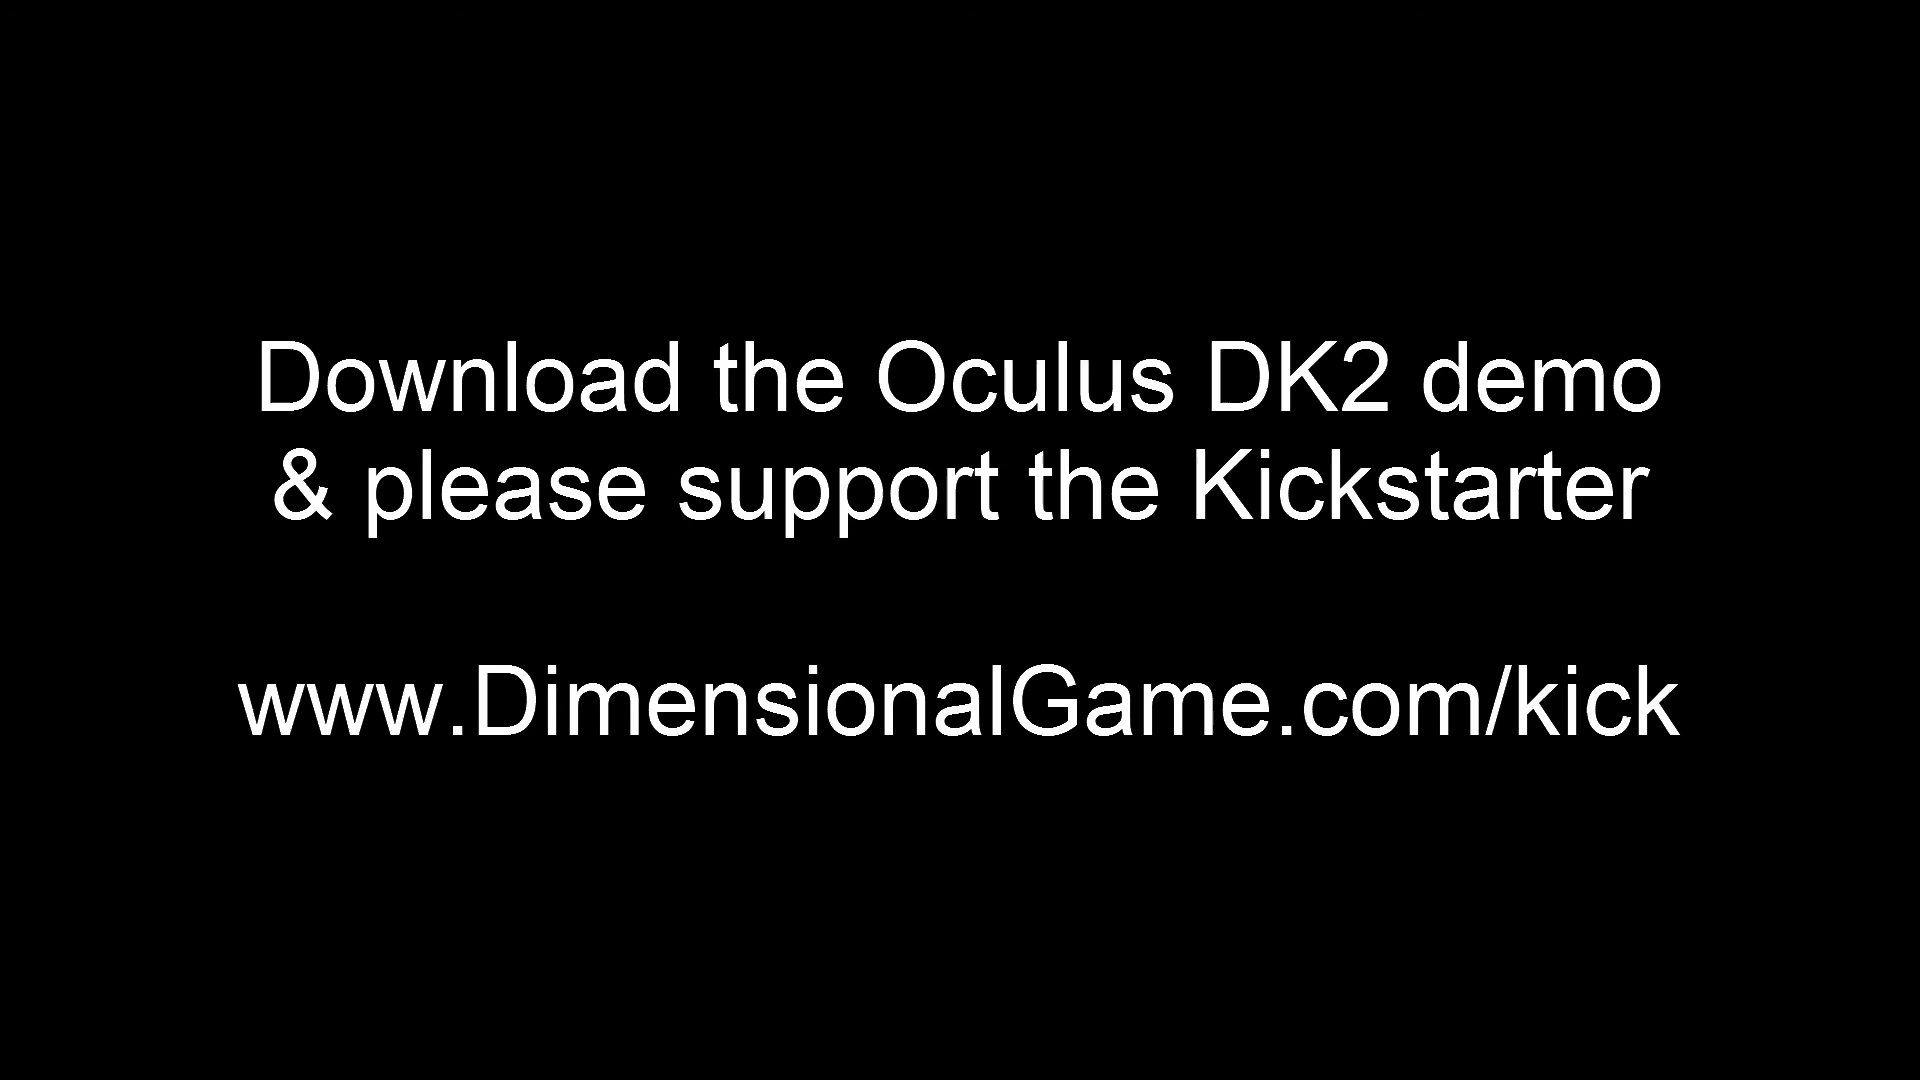 Download the Oculus DK2 demo
& please support the Kickstarter
www.DimensionalGame.com/kick